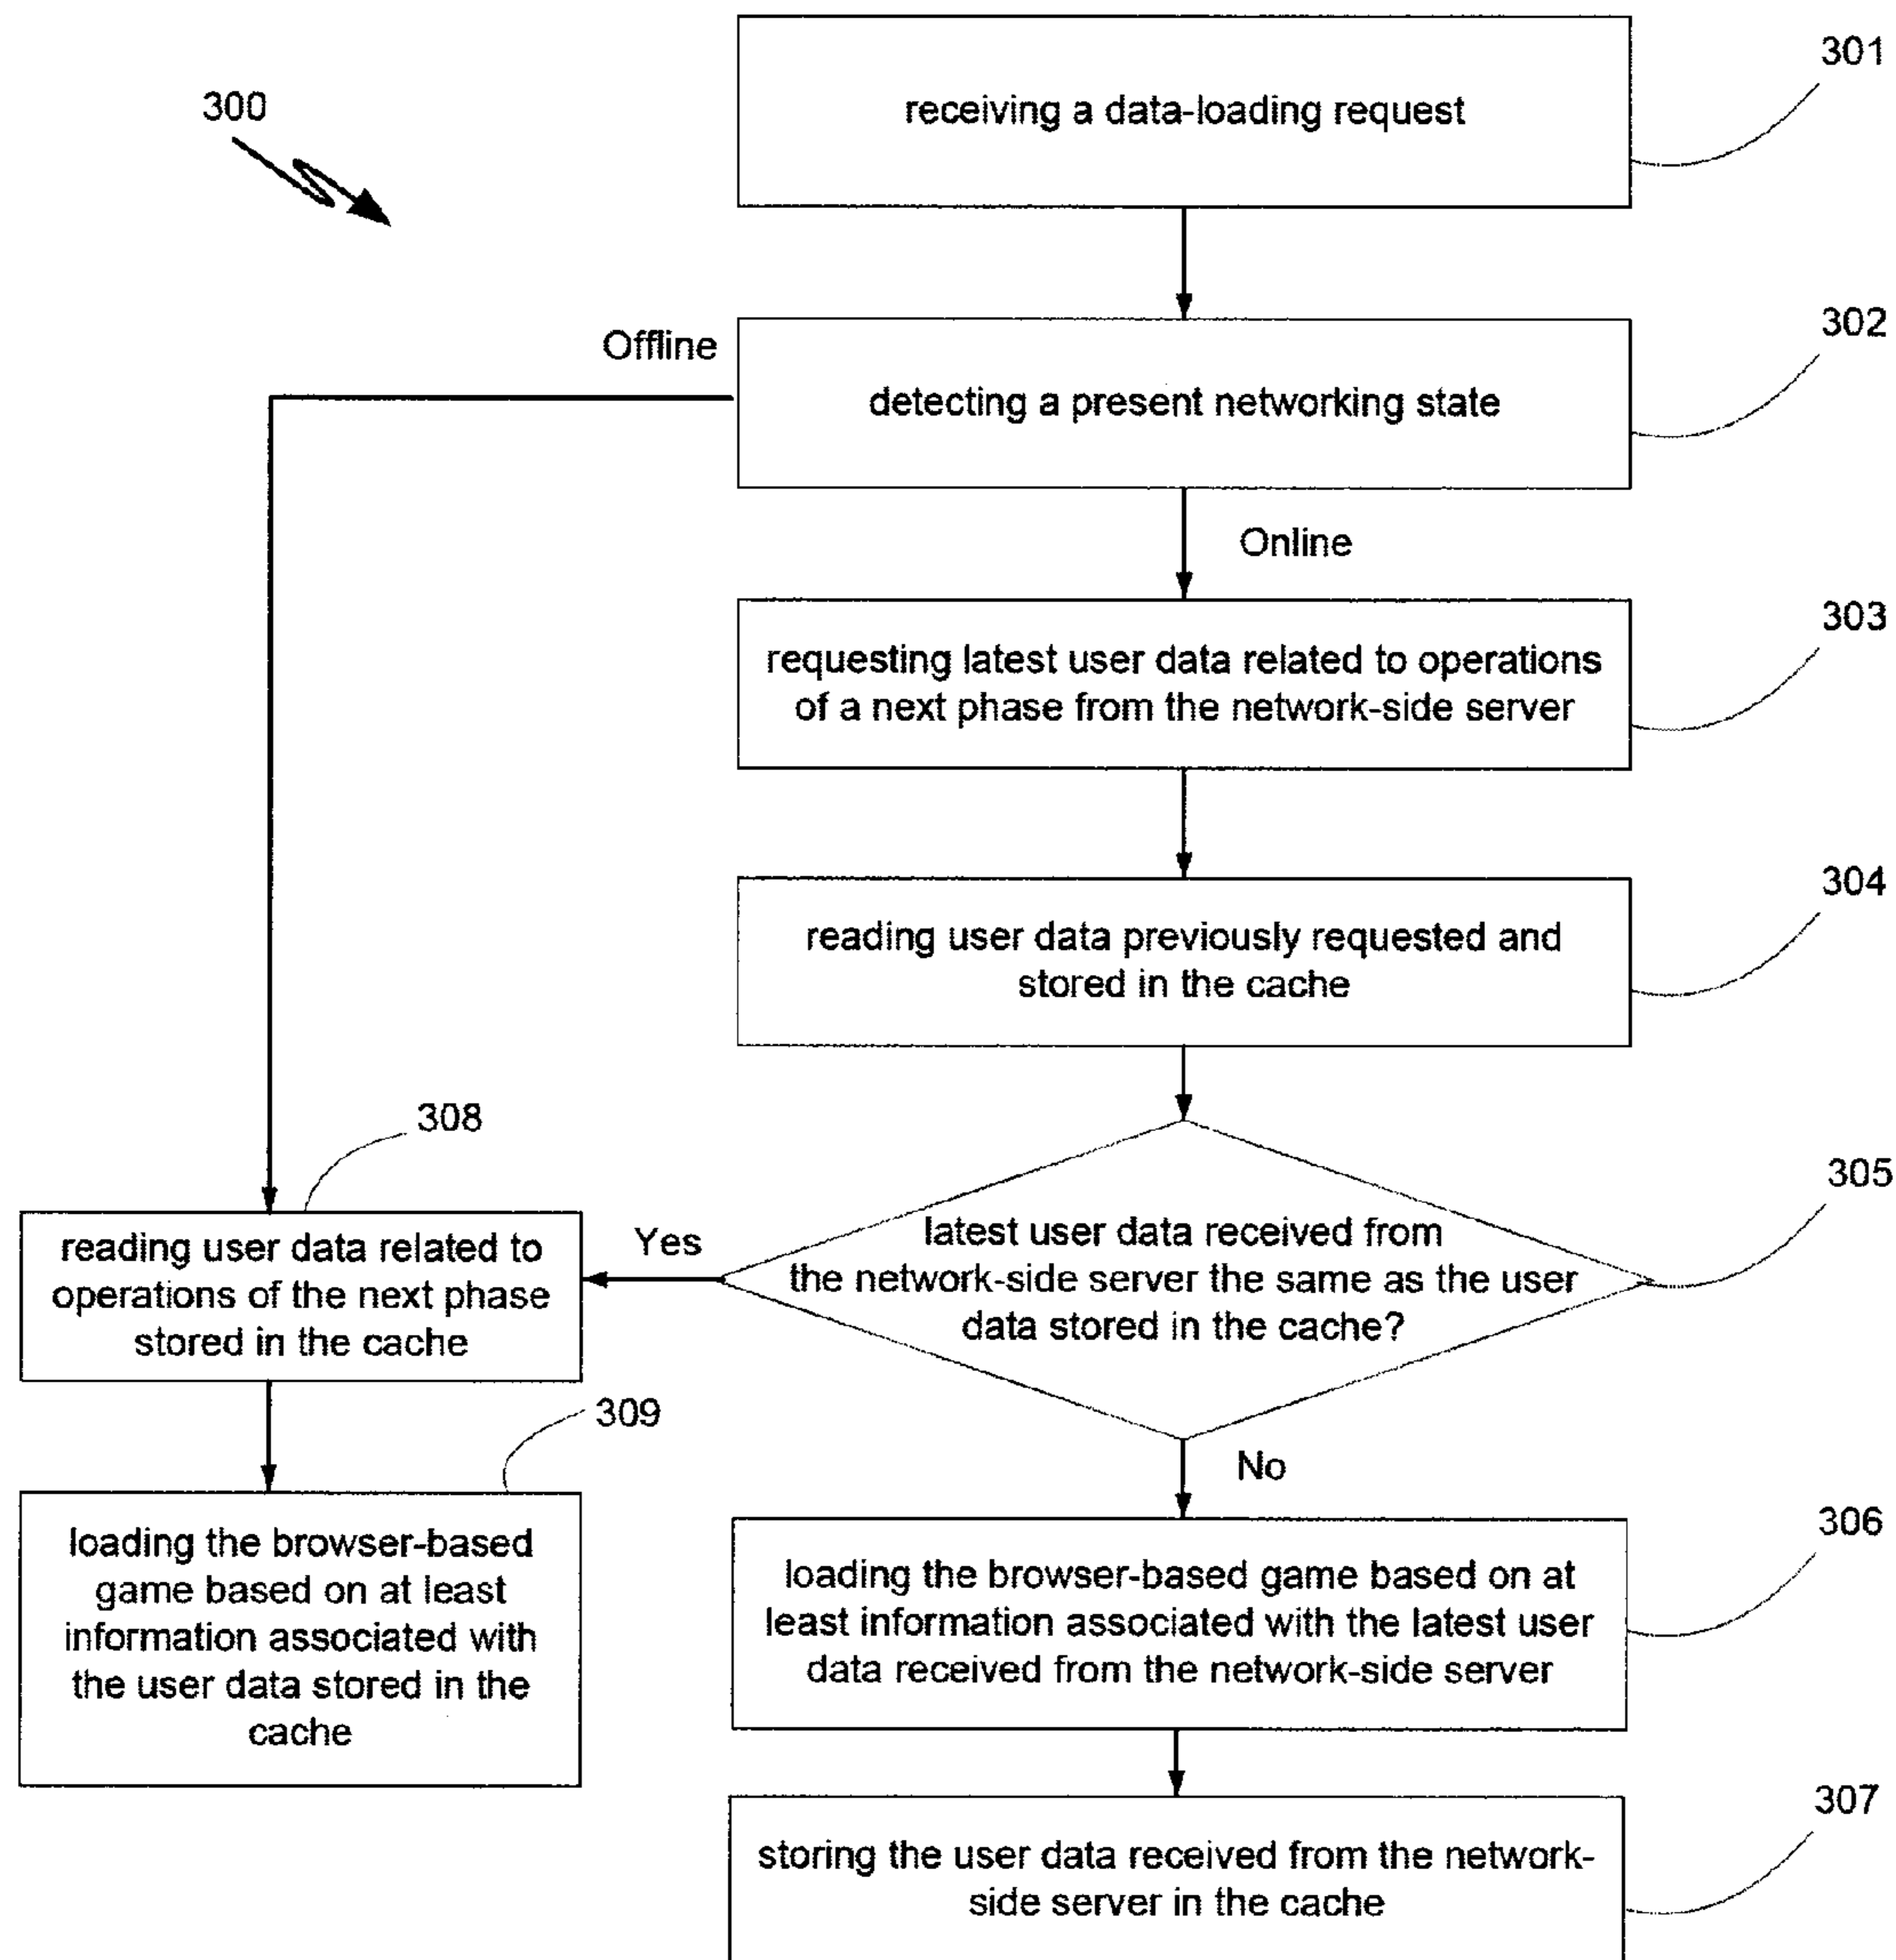 301
receiving a data-loading request
300
302
Offline
detecting a present networking state
Online
303
requesting latest user data related to operations
of a next phase from the network-side server
304
reading user data previously requested and
stored in the cache
308
305
latest user data received from
the network-side server the same as the user
data stored in the cache?
Yes
reading user data related to
operations of the next phase
stored in the cache
309
No
306
loading the browser-based
game based on at least
information associated with
the user data stored in the
cache
loading the browser-based game based on at
least information associated with the latest user
data received from the network-side server
307
storing the user data received from the network-
side server in the cache